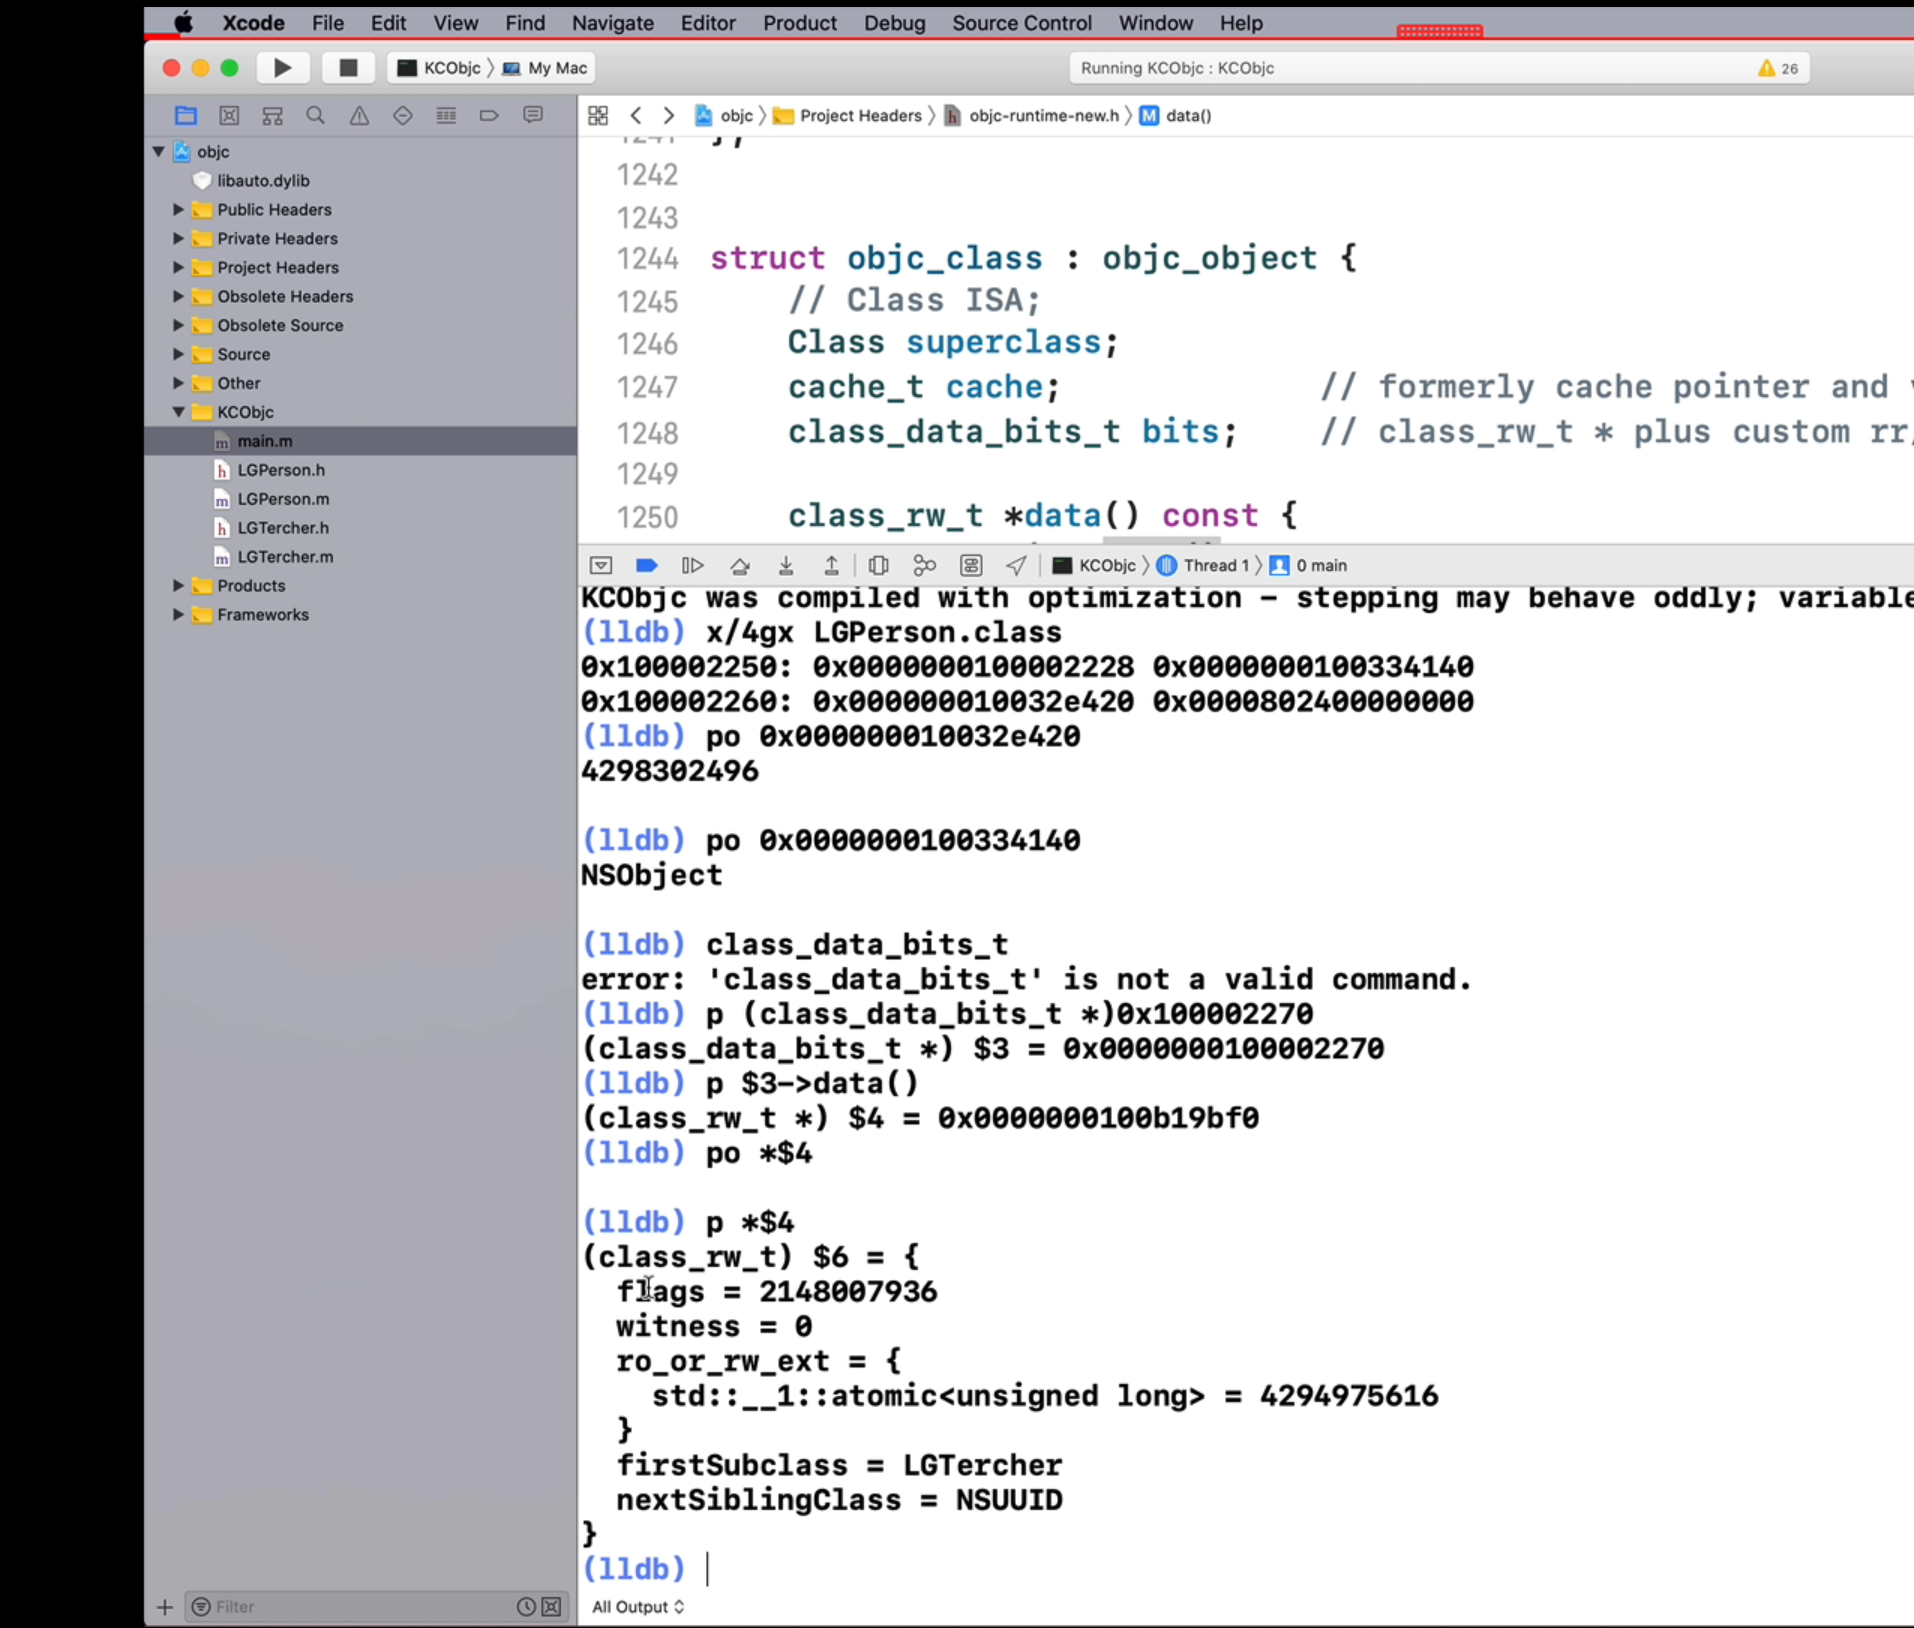 Xcode File Edit View Find Navigate Editor Product Debug Source Control Window Help
KCObjc 〉 My Mac
Running KCObjc : KCObjc
26
objc 〉 Project Headers 〉 objc-runtime-new.h 〉 M data()
objc
libauto.dylib
Public Headers
Private Headers
Project Headers
Obsolete Headers
Obsolete Source
Source
Other
KCObjc
m main.m
h LGPerson.h
m LGPerson.m
h LGTercher.h
m LGTercher.m
Products
Frameworks
Filter
1241 };
1242
1243
1244 struct objc_class : objc_object {
1245 // Class ISA;
1246 Class superclass;
1247 cache_t cache; // formerly cache pointer and
1248 class_data_bits_t bits; // class_rw_t * plus custom rr
1249
1250 class_rw_t *data() const {
KCObjc 〉 Thread 1 〉 0 main
KCObjc was compiled with optimization - stepping may behave oddly; variable
(lldb) x/4gx LGPerson.class
0x100002250: 0x0000000100002228 0x0000000100334140
0x100002260: 0x000000010032e420 0x0000802400000000
(lldb) po 0x000000010032e420
4298302496
(lldb) po 0x0000000100334140
NSObject
(lldb) class_data_bits_t
error: 'class_data_bits_t' is not a valid command.
(lldb) p (class_data_bits_t *)0x100002270
(class_data_bits_t *) $3 = 0x0000000100002270
(lldb) p $3->data()
(class_rw_t *) $4 = 0x0000000100b19bf0
(lldb) po *$4
(lldb) p *$4
(class_rw_t) $6 = {
flags = 2148007936
witness = 0
ro_or_rw_ext = {
std::__1::atomic<unsigned long> = 4294975616
}
firstSubclass = LGTercher
nextSiblingClass = NSUUID
}
(lldb)
All Output